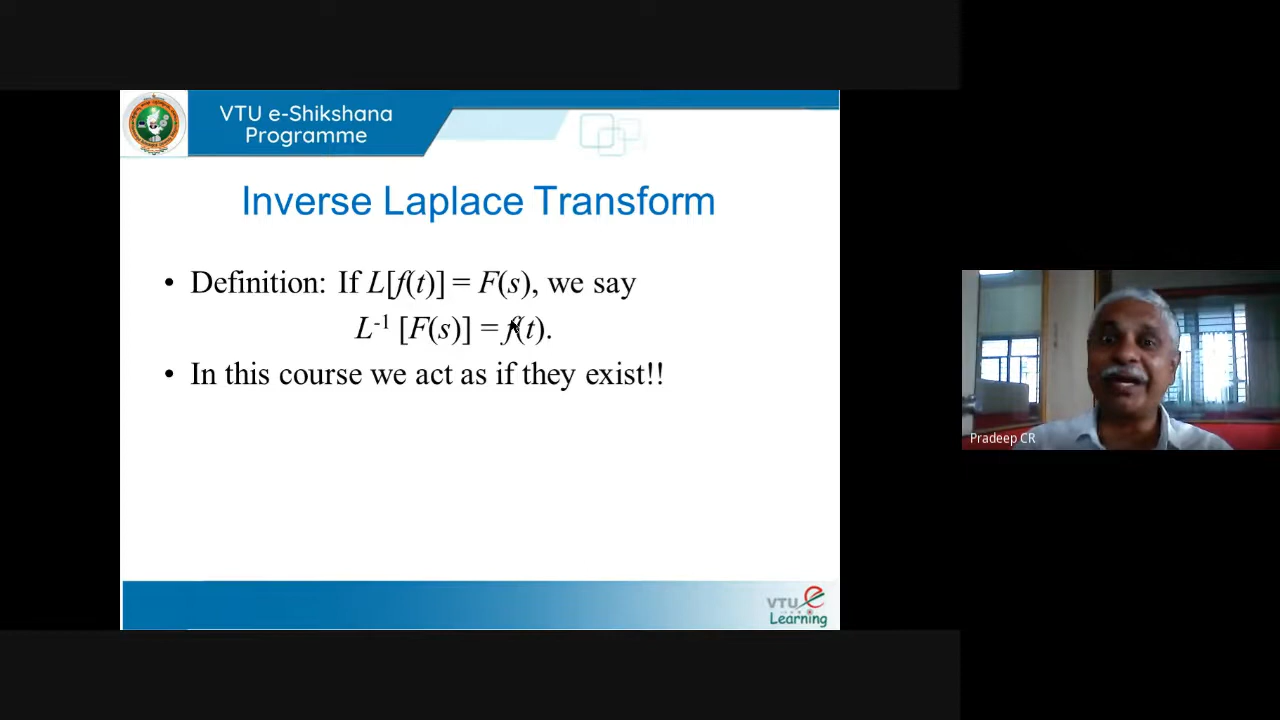 VTU e-Shikshana
Programme
Inverse Laplace Transform
• Definition: If L[f(t)] = F(s), we say
L⁻¹ [F(s)] = f(t).
• In this course we act as if they exist!!
Pradeep CR
VTU e
Learning